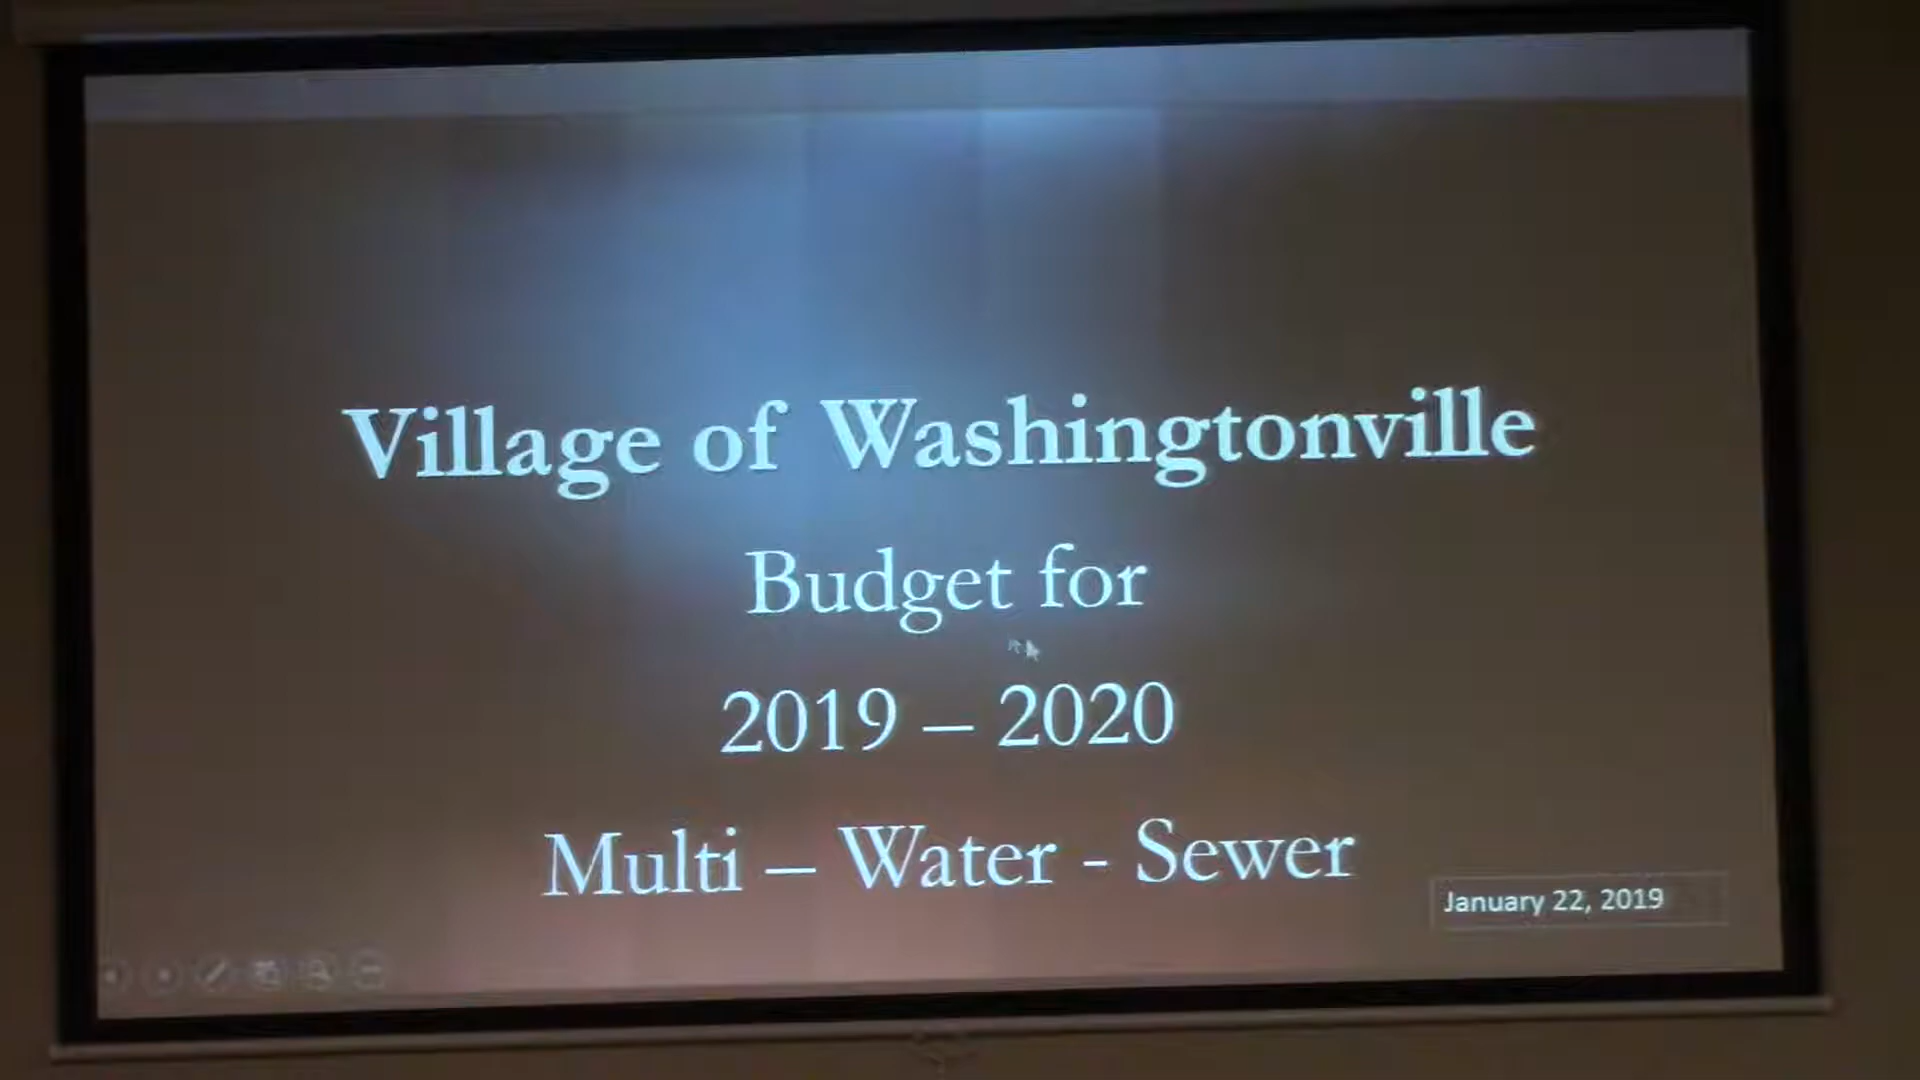 Village of Washingtonville
Budget for
2019 – 2020
Multi – Water - Sewer
January 22, 2019